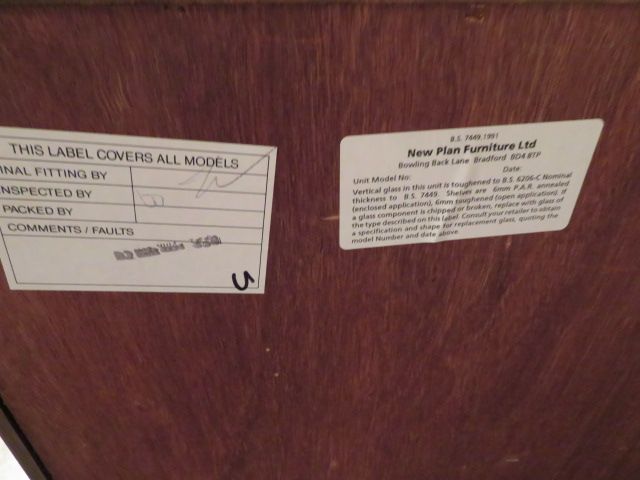 THIS LABEL COVERS ALL MODELS
INAL FITTING BY
INSPECTED BY
PACKED BY
COMMENTS / FAULTS
5
B.S. 7449.1991
New Plan Furniture Ltd
Bowling Back Lane Bradford BD4 8TP
Unit Model No: Date:
Vertical glass in this unit is toughened to B.S. 6206-C Nominal
thickness to B.S. 7449. Shelves are 6mm P.A.R. annealed
(enclosed application), 6mm toughened (open application). If
a glass component is chipped or broken, replace with glass of
the type described on this label. Consult your retailer to obtain
a specification and shape for replacement glass, quoting the
model Number and date above